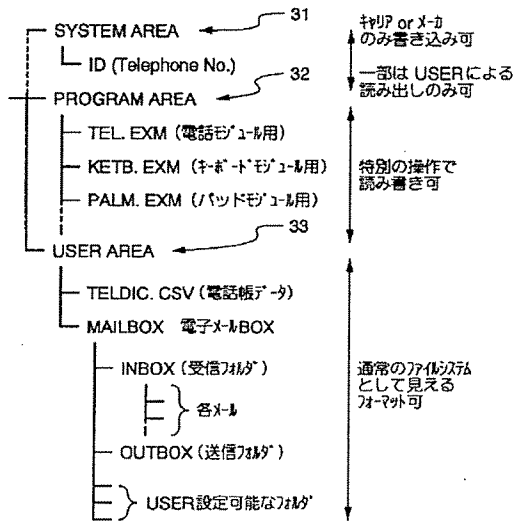 SYSTEM AREA 31
ID (Telephone No.)
キャリア or メーカ
のみ書き込み可
一部は USERによる
読み出しのみ可
PROGRAM AREA 32
TEL. EXM (電話モジュール用)
KETB. EXM (キーボードモジュール用)
PALM. EXM (パッドモジュール用)
特別の操作で
読み書き可
USER AREA 33
TELDIC. CSV (電話帳データ)
MAILBOX 電子メールBOX
INBOX (受信フォルダ)
各メール
OUTBOX (送信フォルダ)
USER設定可能なフォルダ
通常のファイルシステム
として見える
フォーマット可